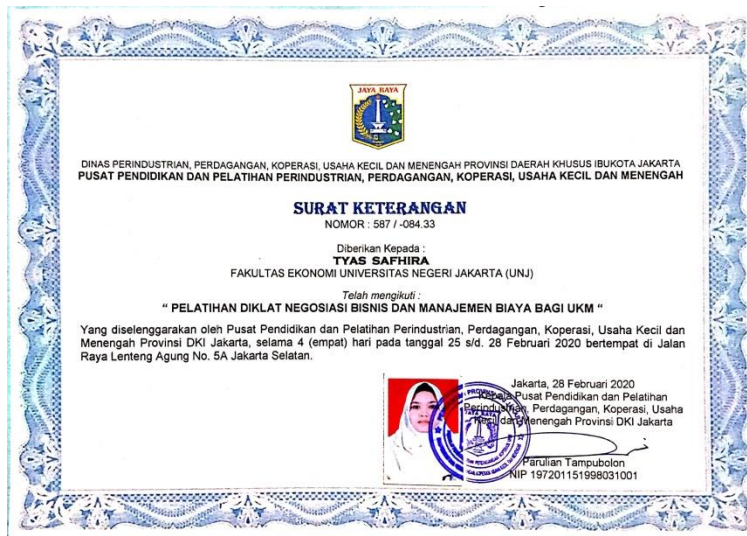 JAYA RAYA
DINAS PERINDUSTRIAN, PERDAGANGAN, KOPERASI, USAHA KECIL DAN MENENGAH PROVINSI DAERAH KHUSUS IBUKOTA JAKARTA
PUSAT PENDIDIKAN DAN PELATIHAN PERINDUSTRIAN, PERDAGANGAN, KOPERASI, USAHA KECIL DAN MENENGAH
SURAT KETERANGAN
NOMOR : 587 / -084.33
Diberikan Kepada :
TYAS SAFHIRA
FAKULTAS EKONOMI UNIVERSITAS NEGERI JAKARTA (UNJ)
Telah mengikuti :
“ PELATIHAN DIKLAT NEGOSIASI BISNIS DAN MANAJEMEN BIAYA BAGI UKM “
Yang diselenggarakan oleh Pusat Pendidikan dan Pelatihan Perindustrian, Perdagangan, Koperasi, Usaha Kecil dan
Menengah Provinsi DKI Jakarta, selama 4 (empat) hari pada tanggal 25 s/d. 28 Februari 2020 bertempat di Jalan
Raya Lenteng Agung No. 5A Jakarta Selatan.
Jakarta, 28 Februari 2020
Kepala Pusat Pendidikan dan Pelatihan
Perindustrian, Perdagangan, Koperasi, Usaha
Kecil dan Menengah Provinsi DKI Jakarta
Parulian Tampubolon
NIP 197201151998031001